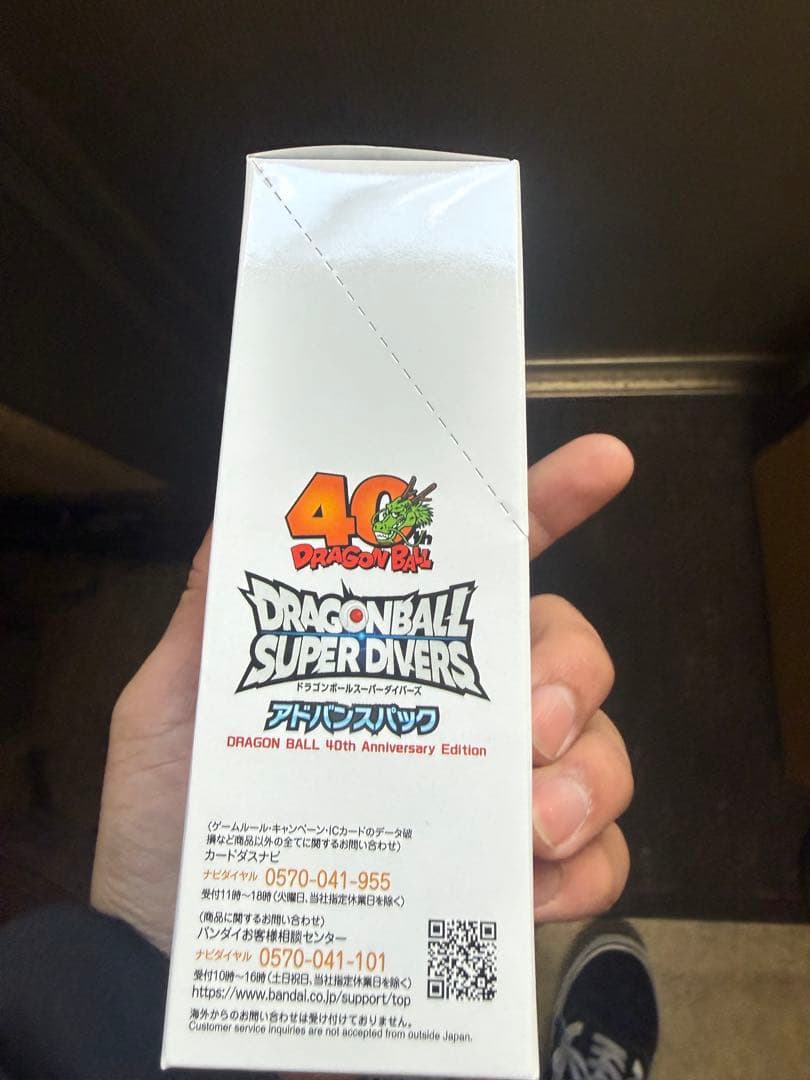 40th
DRAGON BALL
DRAGONBALL
SUPER DIVERS
ドラゴンボールスーパーダイバーズ
アドバンスパック
DRAGON BALL 40th Anniversary Edition
(ゲームルール・キャンペーン・ICカードのデータ破
損など商品以外の全てに関するお問い合わせ)
カードダスナビ
ナビダイヤル 0570-041-955
受付11時~18時(火曜日、当社指定休業日を除く)
(商品に関するお問い合わせ)
バンダイお客様相談センター
ナビダイヤル 0570-041-101
受付10時~16時(土日祝日、当社指定休業日を除く)
https://www.bandai.co.jp/support/top
海外からのお問い合わせは受け付けておりません。
Customer service inquiries are not accepted from outside Japan.